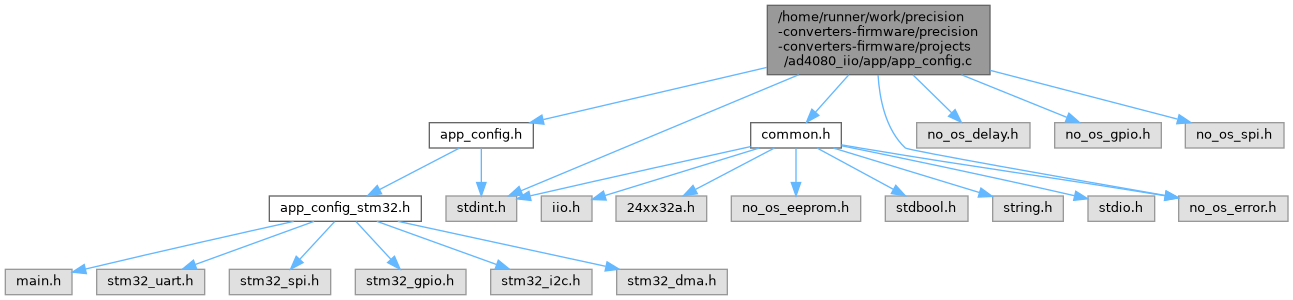 /home/runner/work/precision
-converters-firmware/precision
-converters-firmware/projects
/ad4080_iio/app/app_config.c
app_config.h
common.h
no_os_delay.h
no_os_gpio.h
no_os_spi.h
app_config_stm32.h
stdint.h
iio.h
24xx32a.h
no_os_eeprom.h
stdbool.h
string.h
stdio.h
no_os_error.h
main.h
stm32_uart.h
stm32_spi.h
stm32_gpio.h
stm32_i2c.h
stm32_dma.h